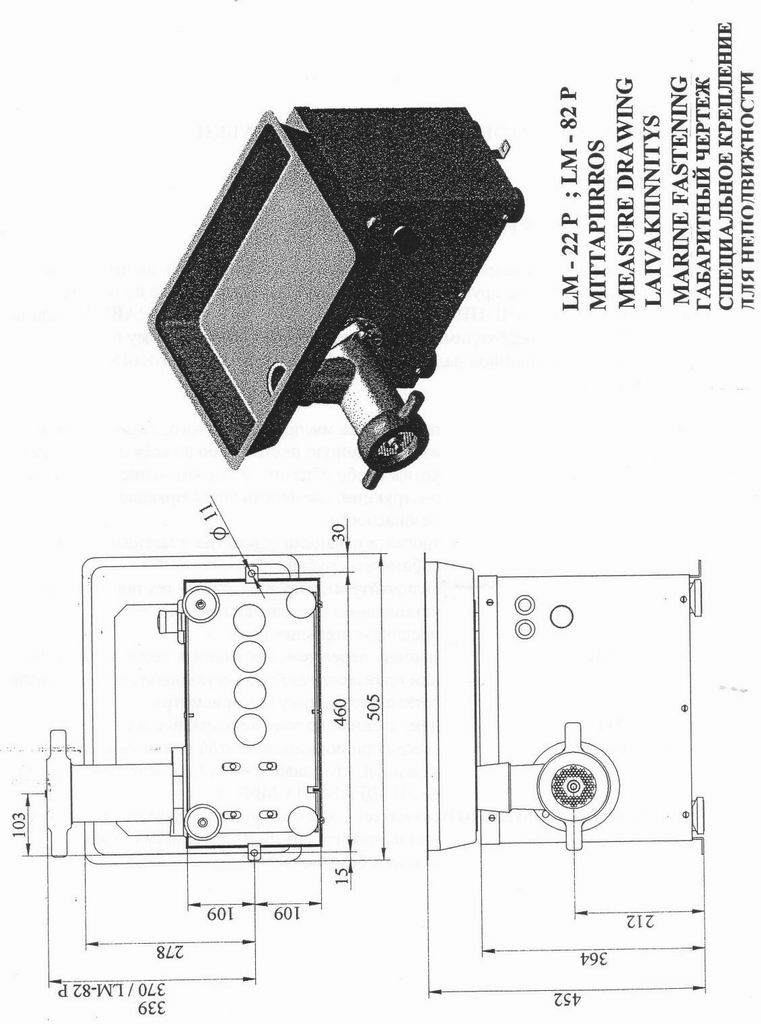 LM - 22 P ; LM - 82 P
MITTAPIIRROS
MEASURE DRAWING
LAIVAKIINNITYS
MARINE FASTENING
ГАБАРИТНЫЙ ЧЕРТЕЖ
СПЕЦИАЛЬНОЕ КРЕПЛЕНИЕ
ДЛЯ НЕПОДВИЖНОСТИ
ϕ 11
30
460
505
15
103
109
109
278
370 / LM-82 P
339
212
364
452